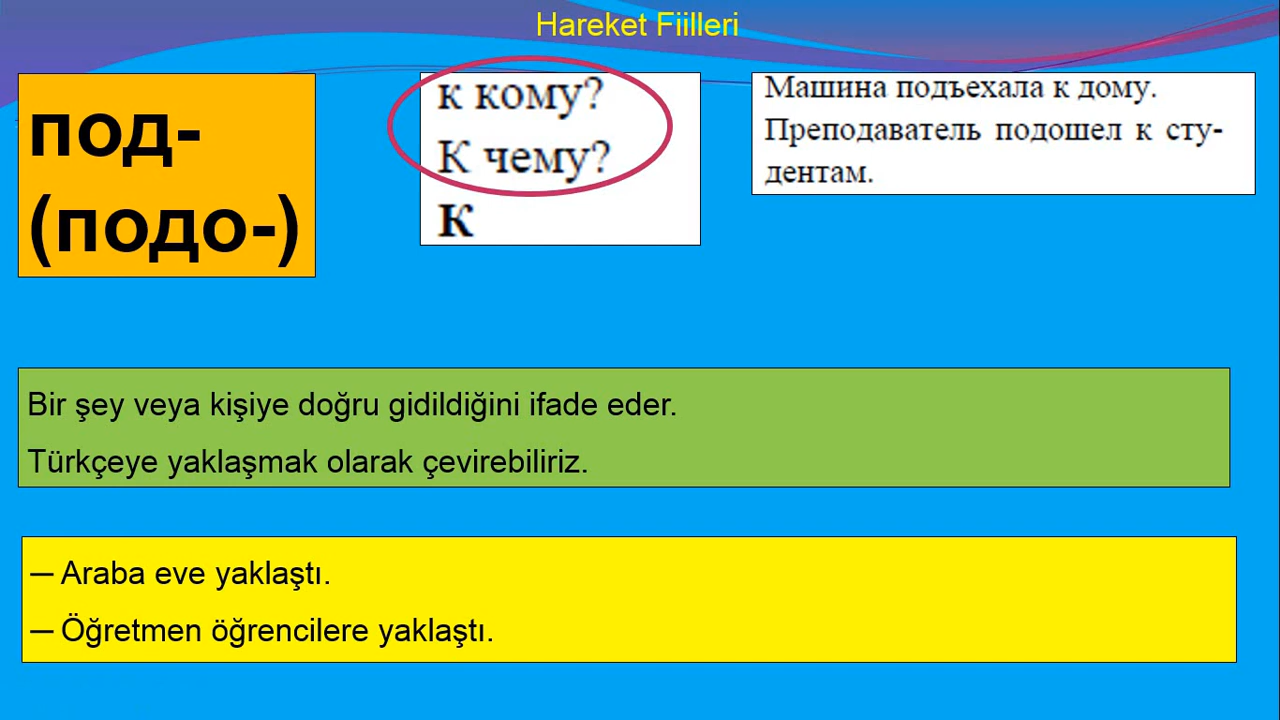 Hareket Fiilleri
под-
(подо-)
к кому?
К чему?
К
Машина подъехала к дому.
Преподаватель подошел к сту-
дентам.
Bir şey veya kişiye doğru gidildiğini ifade eder.
Türkçeye yaklaşmak olarak çevirebiliriz.
─ Araba eve yaklaştı.
─ Öğretmen öğrencilere yaklaştı.